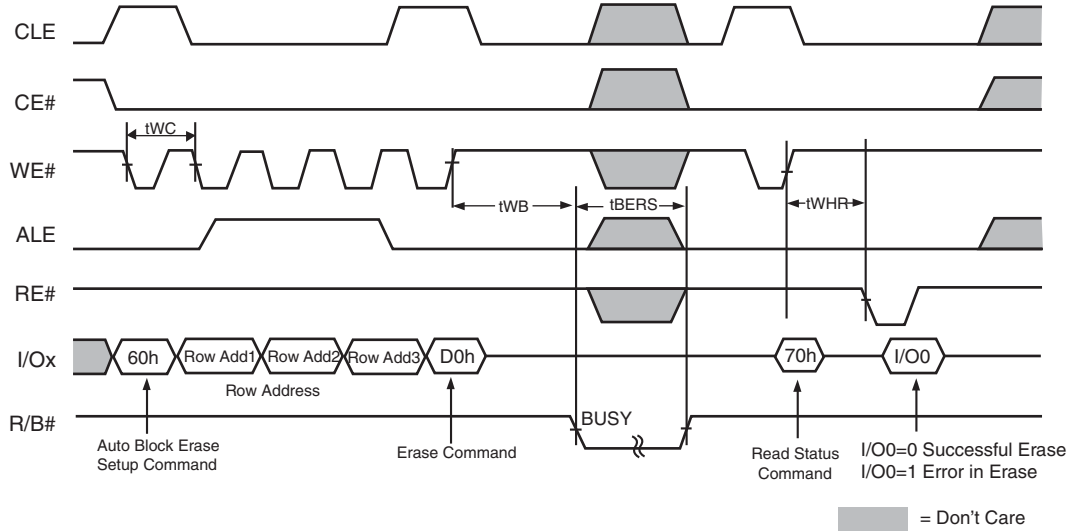 CLE
CE#
tWC
WE#
tWB
tBERS
tWHR
ALE
RE#
I/Ox
60h
Row Add1
Row Add2
Row Add3
D0h
70h
I/O0
Row Address
R/B#
BUSY
Auto Block Erase
Setup Command
Erase Command
Read Status
Command
I/O0=0 Successful Erase
I/O0=1 Error in Erase
= Don't Care